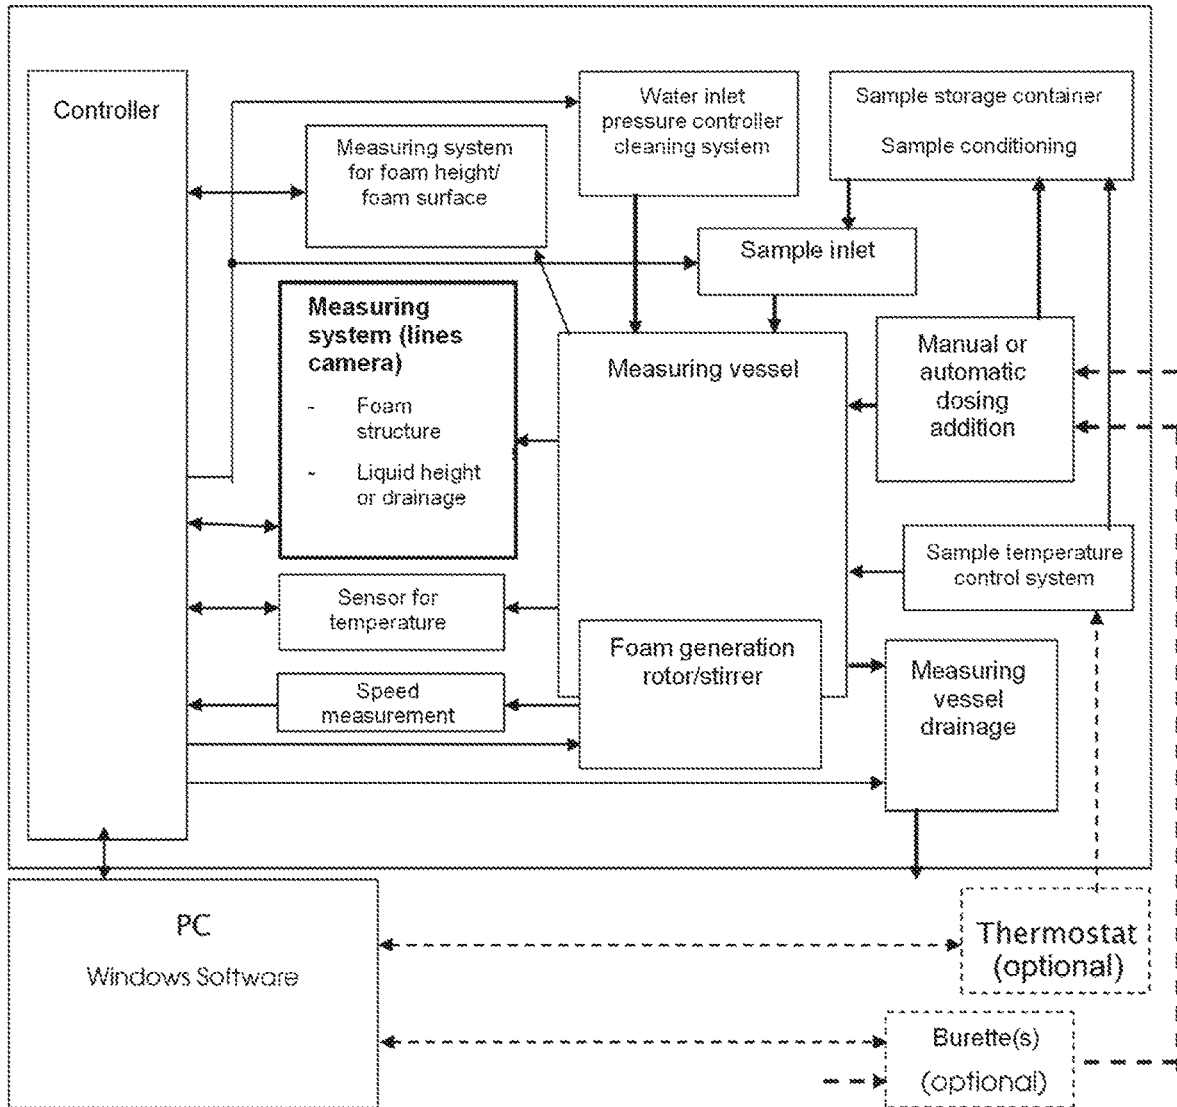 Controller
Measuring system
for foam height/
foam surface
Water inlet
pressure controller
cleaning system
Sample storage container
Sample conditioning
Sample inlet
Measuring
system (lines
camera)
- Foam
structure
- Liquid height
or drainage
Measuring vessel
Manual or
automatic
dosing
addition
Sample temperature
control system
Sensor for
temperature
Foam generation
rotor/stirrer
Speed
measurement
Measuring
vessel
drainage
PC
Windows Software
Thermostat
(optional)
Burette(s)
(optional)